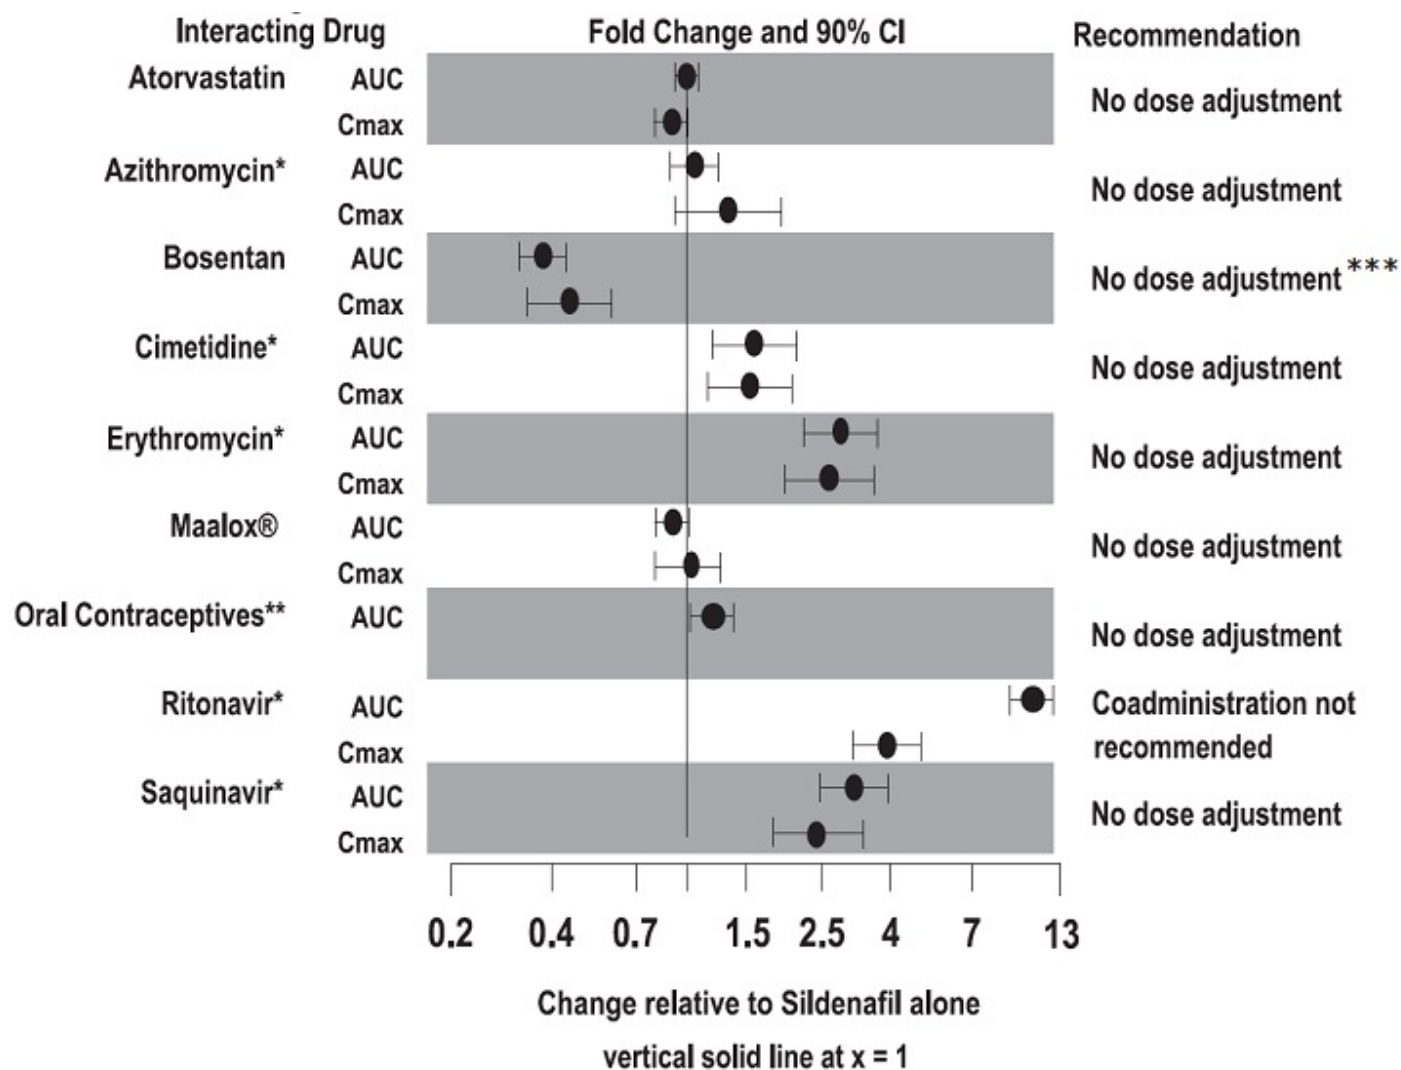 Interacting Drug Fold Change and 90% CI Recommendation
Atorvastatin AUC No dose adjustment
Cmax
Azithromycin* AUC No dose adjustment
Cmax
Bosentan AUC No dose adjustment ***
Cmax
Cimetidine* AUC No dose adjustment
Cmax
Erythromycin* AUC No dose adjustment
Cmax
Maalox® AUC No dose adjustment
Cmax
Oral Contraceptives** AUC No dose adjustment
Ritonavir* AUC Coadministration not
Cmax recommended
Saquinavir* AUC No dose adjustment
Cmax
0.2 0.4 0.7 1.5 2.5 4 7 13
Change relative to Sildenafil alone
vertical solid line at x = 1